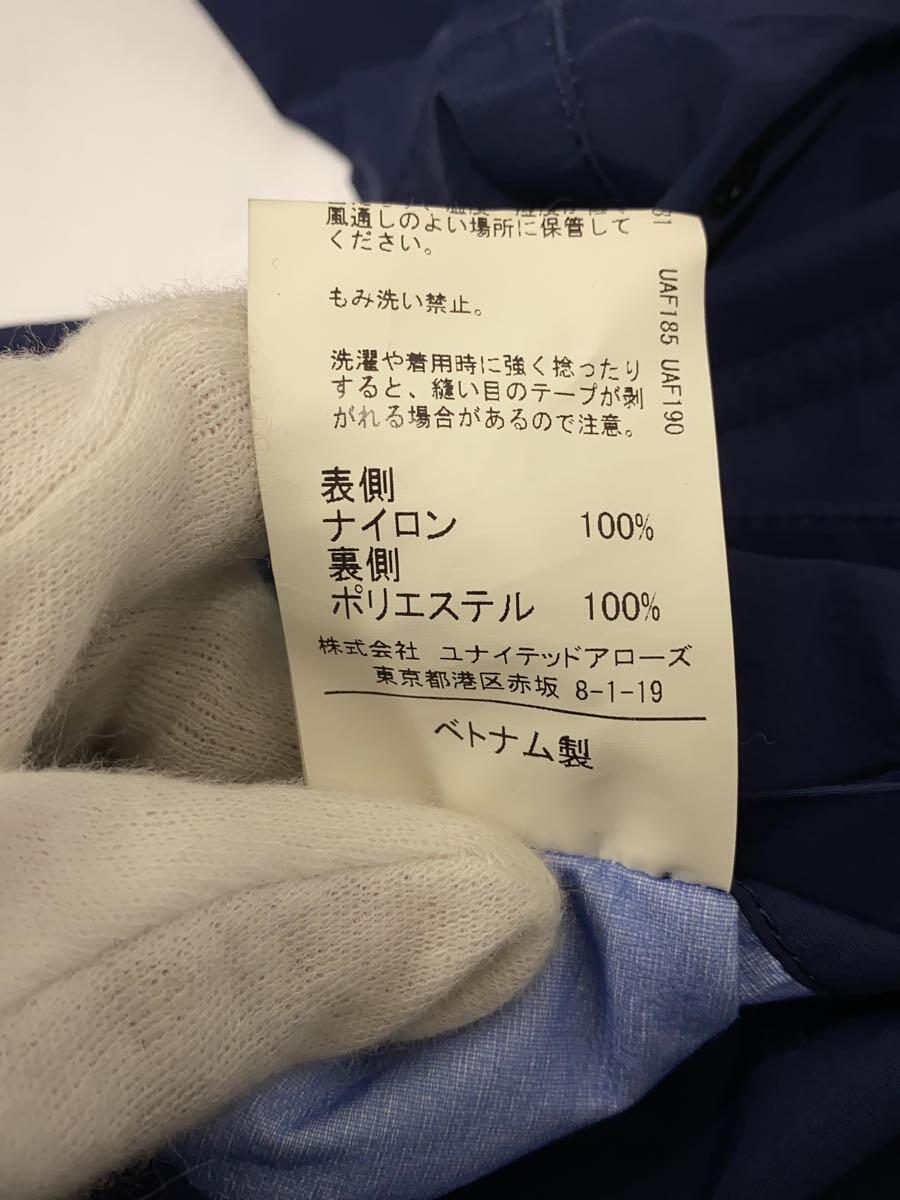 風通しのよい場所に保管して
ください。
もみ洗い禁止。
洗濯や着用時に強く捻ったり
すると、縫い目のテープが剥
がれる場合があるので注意。
表側
ナイロン 100%
裏側
ポリエステル 100%
株式会社 ユナイテッドアローズ
東京都港区赤坂 8-1-19
ベトナム製
UAF185 UAF190